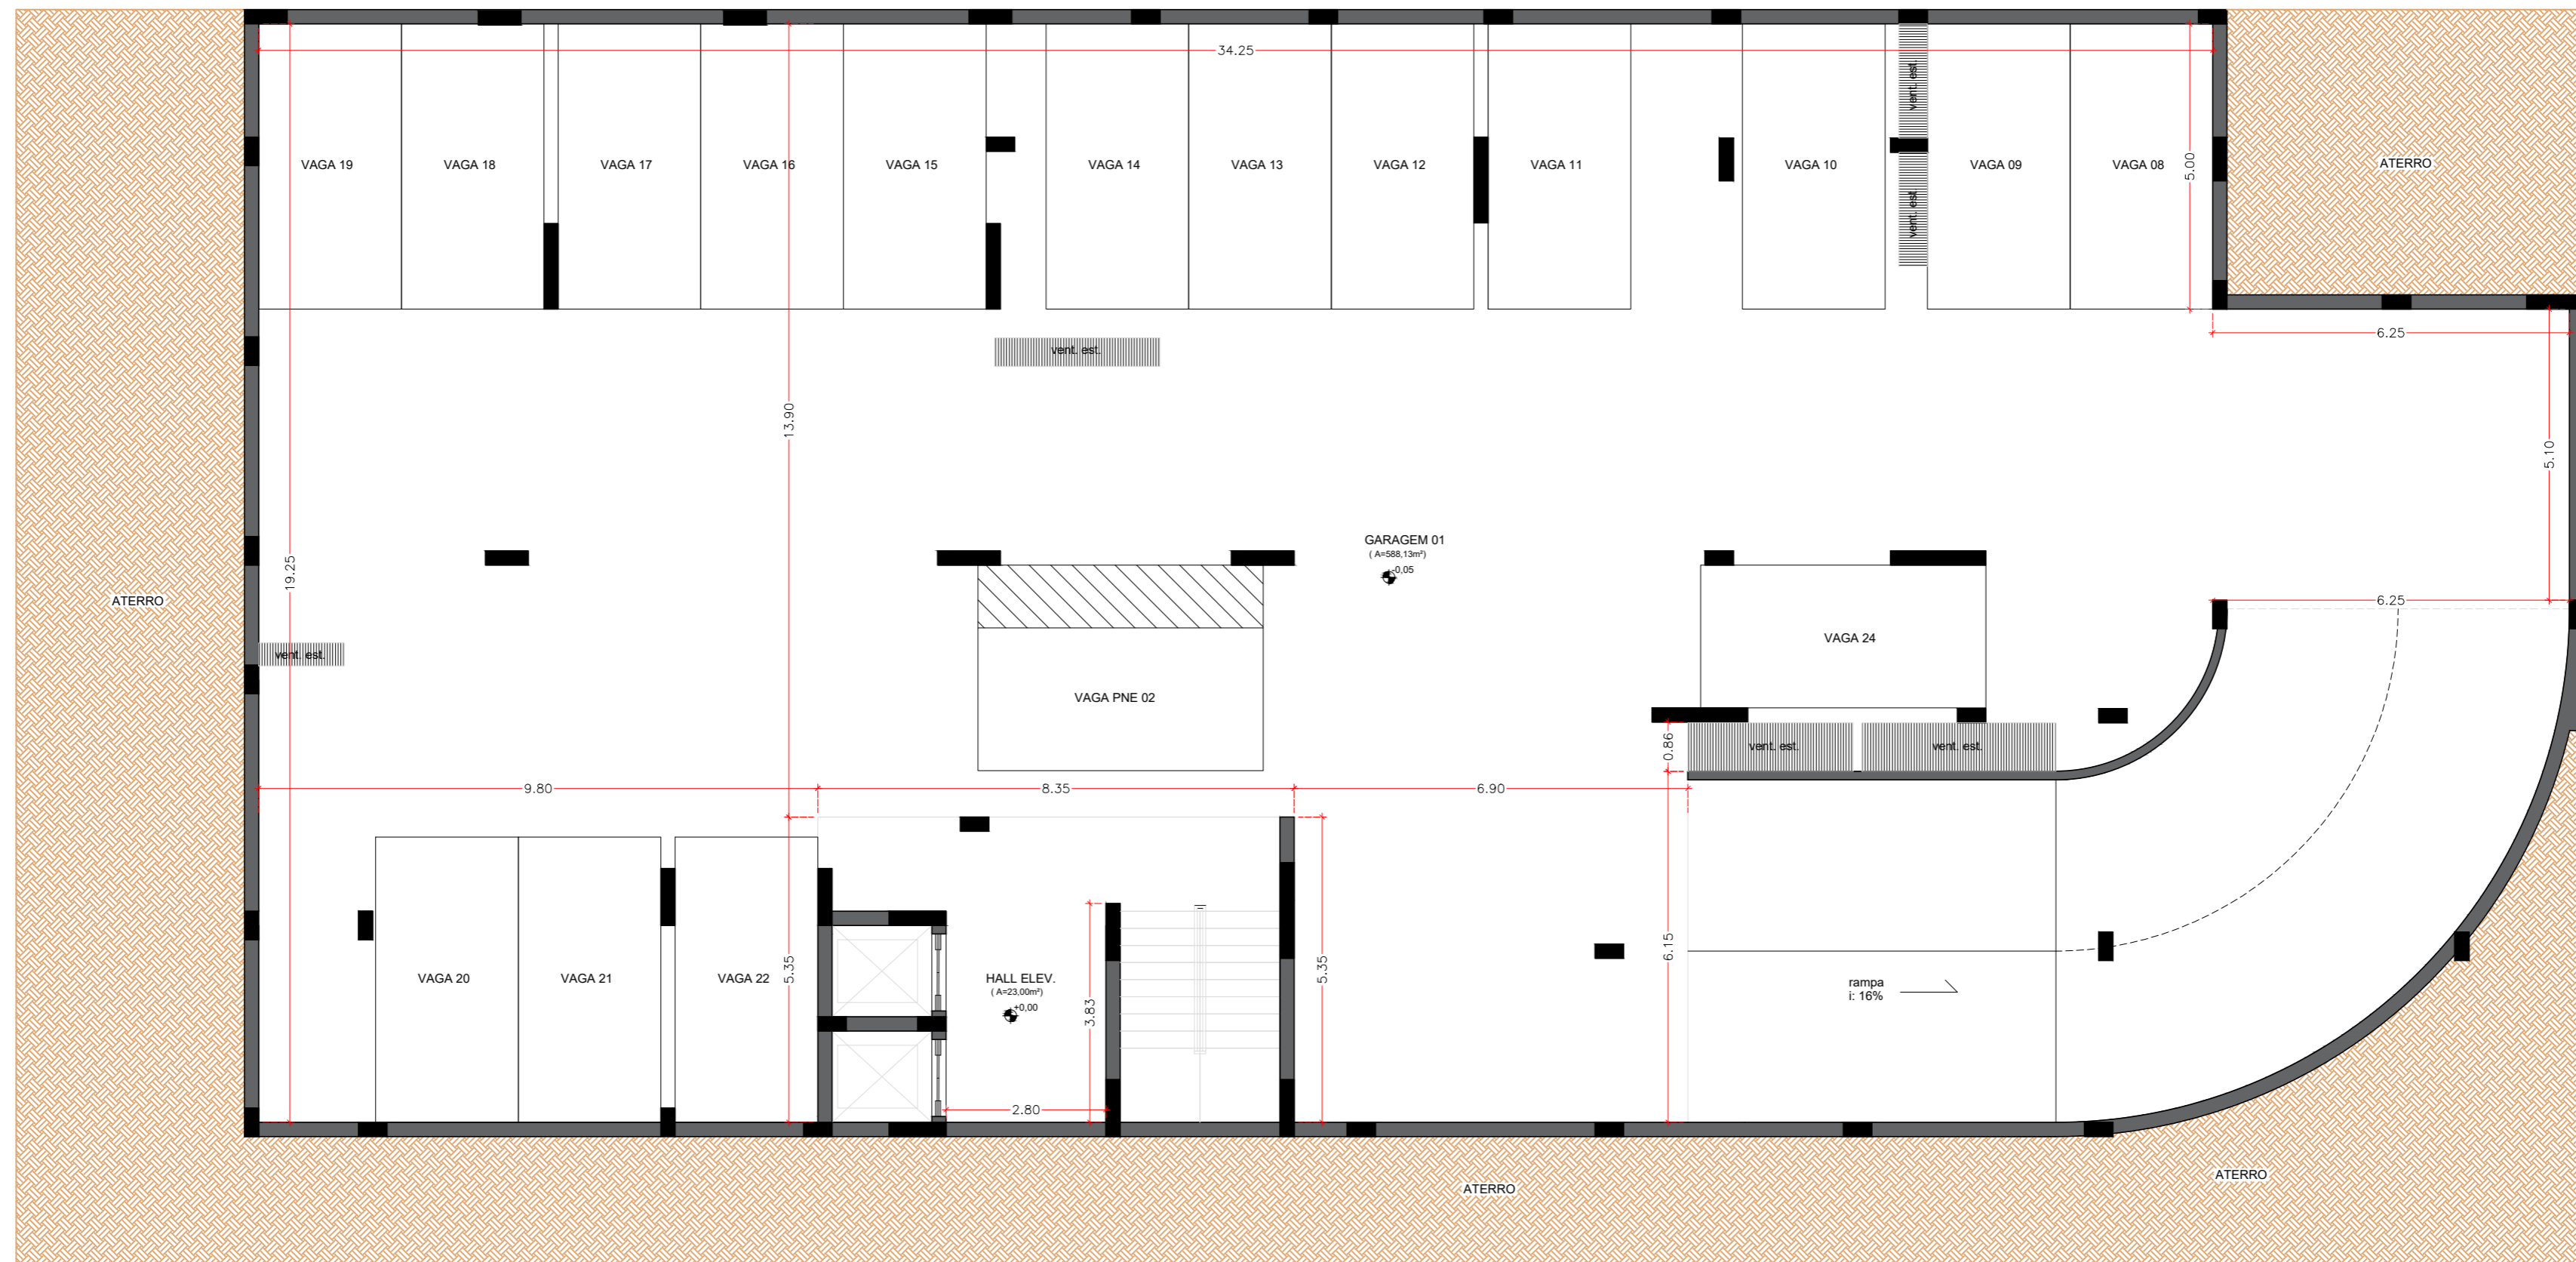 34.25
VAGA 19
VAGA 18
VAGA 17
VAGA 16
VAGA 15
VAGA 14
VAGA 13
VAGA 12
VAGA 11
VAGA 10
vent. est.
vent. est.
VAGA 09
VAGA 08
5.00
ATERRO
6.25
vent. est.
13.90
5.10
GARAGEM 01
( A=588,13m²)
-0,05
19.25
ATERRO
6.25
vent. est.
VAGA 24
VAGA PNE 02
0.86
vent. est.
vent. est.
9.80
8.35
6.90
VAGA 20
VAGA 21
VAGA 22
5.35
HALL ELEV.
( A=23,00m²)
+0,00
3.83
5.35
6.15
rampa
i: 16%
2.80
ATERRO
ATERRO